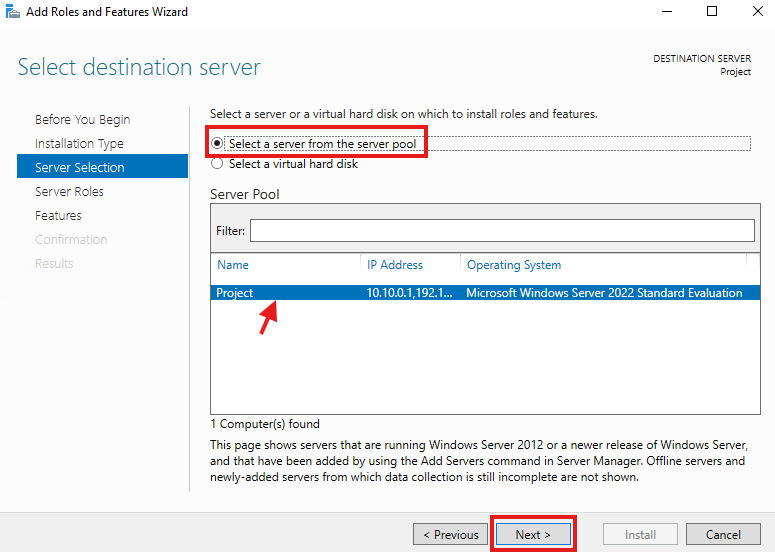 Add Roles and Features Wizard
Select destination server
DESTINATION SERVER
Project
Before You Begin
Installation Type
Server Selection
Server Roles
Features
Confirmation
Results
Select a server or a virtual hard disk on which to install roles and features.
Select a server from the server pool
Select a virtual hard disk
Server Pool
Filter:
Name IP Address Operating System
Project 10.10.0.1,192.1... Microsoft Windows Server 2022 Standard Evaluation
1 Computer(s) found
This page shows servers that are running Windows Server 2012 or a newer release of Windows Server,
and that have been added by using the Add Servers command in Server Manager. Offline servers and
newly-added servers from which data collection is still incomplete are not shown.
< Previous Next > Install Cancel